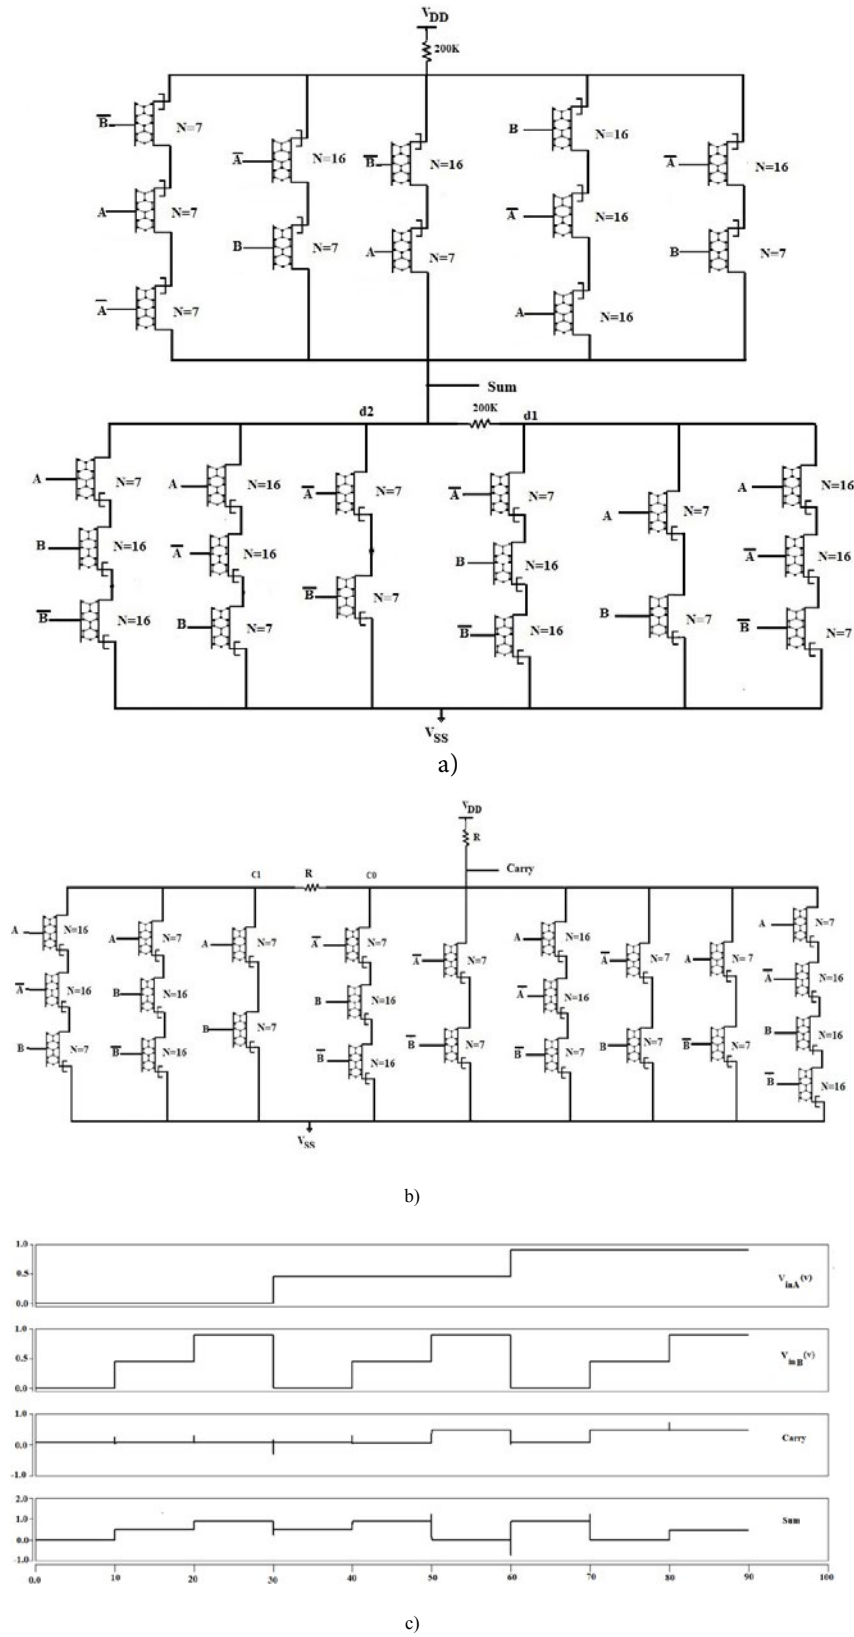 VDD
200K
B̅ N=7
A̅ N=16
B̅ N=16
B N=16
A̅ N=16
A N=7
B N=7
A N=7
A̅ N=16
B N=7
A̅ N=7
A N=16
Sum
200K
d2
d1
A N=7
A N=16
A̅ N=7
A̅ N=7
A N=7
A N=16
B N=16
A̅ N=16
B̅ N=7
B N=16
B N=7
A̅ N=16
B̅ N=16
B N=7
B̅ N=16
B̅ N=7
VSS
a)
VDD
R
Carry
C1
R
C0
A N=16
A N=7
A N=7
A̅ N=7
A̅ N=7
A N=16
A̅ N=7
A N=7
A N=7
A̅ N=16
B N=16
B N=7
B N=16
B̅ N=7
A̅ N=16
B N=7
B̅ N=7
A̅ N=16
B N=7
B̅ N=16
B̅ N=16
B̅ N=7
B N=16
B̅ N=16
VSS
b)
1.0
0.5
0.0
VinA(v)
1.0
0.5
0.0
VinB(v)
1.0
0.0
-1.0
Carry
2.0
1.0
0.0
-1.0
Sum
0.0 10 20 30 40 50 60 70 80 90 100
c)